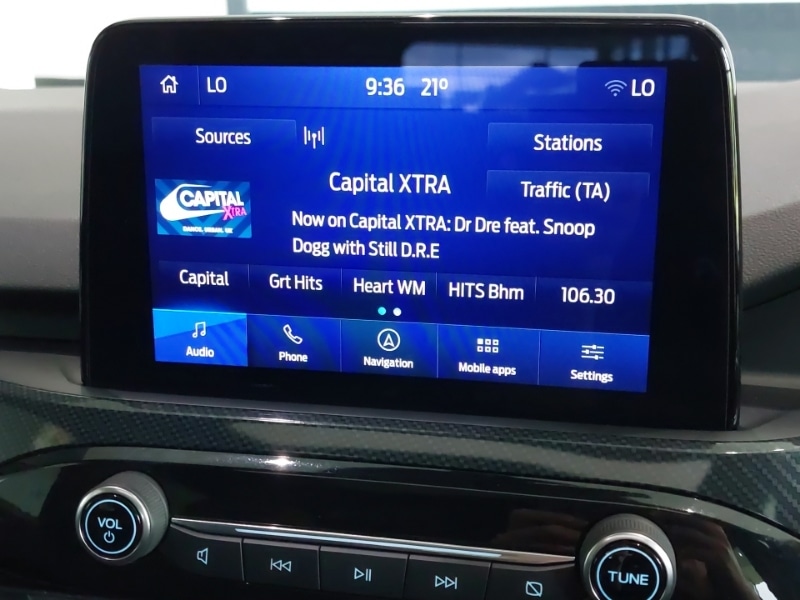 LO 9:36 21º LO
Sources Stations
Capital XTRA Traffic (TA)
CAPITAL
XTRA
Now on Capital XTRA: Dr Dre feat. Snoop
Dogg with Still D.R.E
Capital Grt Hits Heart WM HITS Bhm 106.30
Audio Phone Navigation Mobile apps Settings
VOL
TUNE